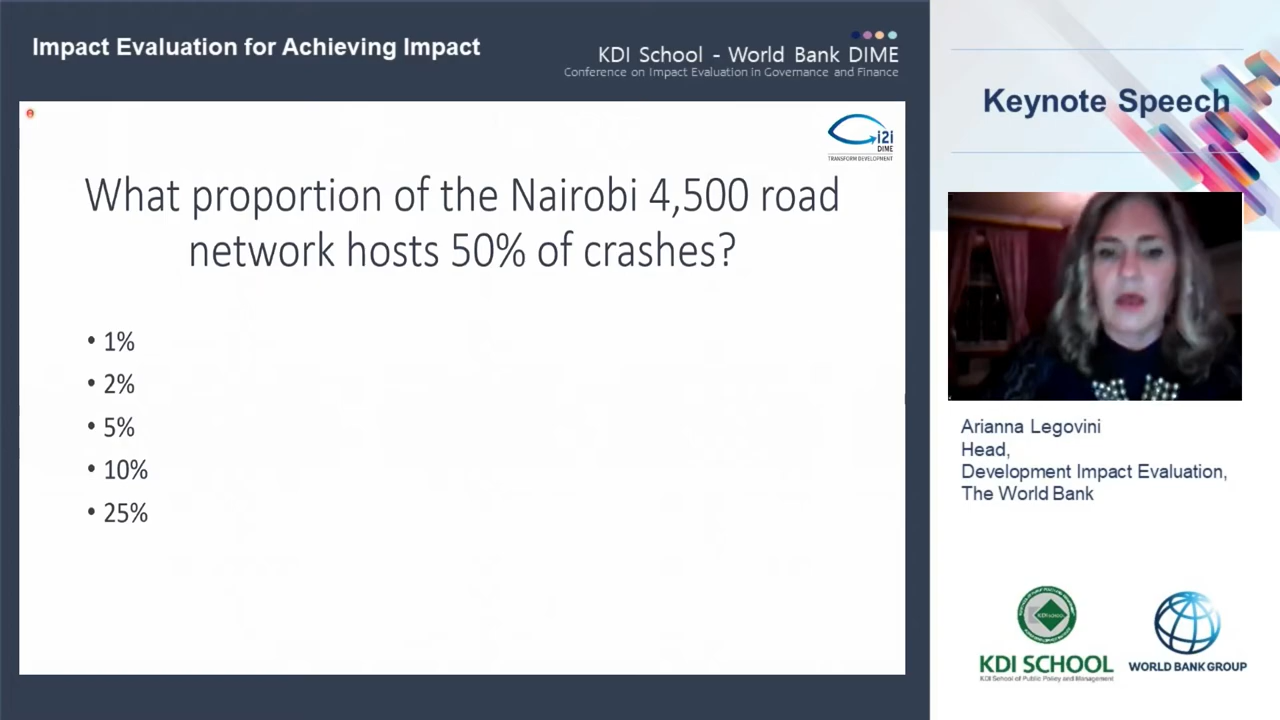 Impact Evaluation for Achieving Impact
KDI School - World Bank DIME
Conference on Impact Evaluation in Governance and Finance
i2i
DIME
TRANSFORM DEVELOPMENT
What proportion of the Nairobi 4,500 road
network hosts 50% of crashes?
• 1%
• 2%
• 5%
• 10%
• 25%
Keynote Speech
Arianna Legovini
Head,
Development Impact Evaluation,
The World Bank
KDI SCHOOL
KDI School of Public Policy and Management
WORLD BANK GROUP